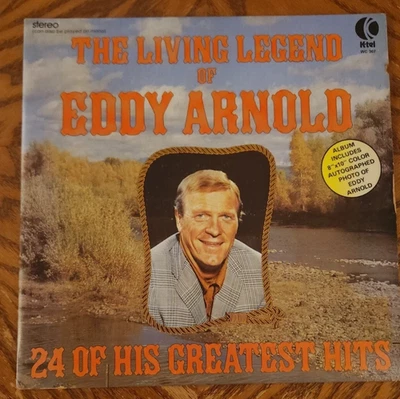 stereo
THE LIVING LEGEND
OF
EDDY ARNOLD
K
Ktel
ALBUM
INCLUDES
8"x10" COLOR
AUTOGRAPHED
PHOTO OF
EDDY
ARNOLD
24 OF HIS GREATEST HITS